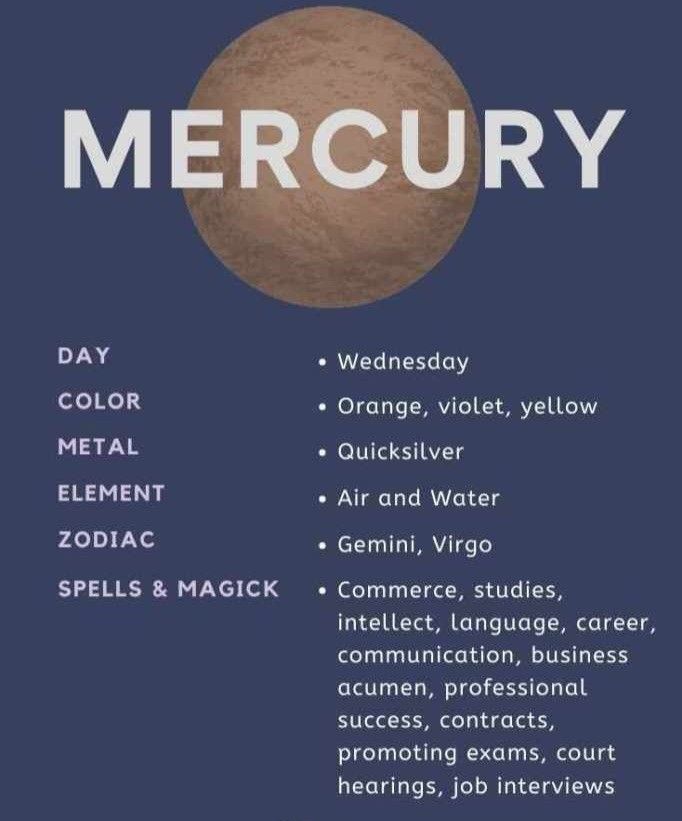 MERCURY
DAY
• Wednesday
COLOR
• Orange, violet, yellow
METAL
• Quicksilver
ELEMENT
• Air and Water
ZODIAC
• Gemini, Virgo
SPELLS & MAGICK
• Commerce, studies,
intellect, language, career,
communication, business
acumen, professional
success, contracts,
promoting exams, court
hearings, job interviews